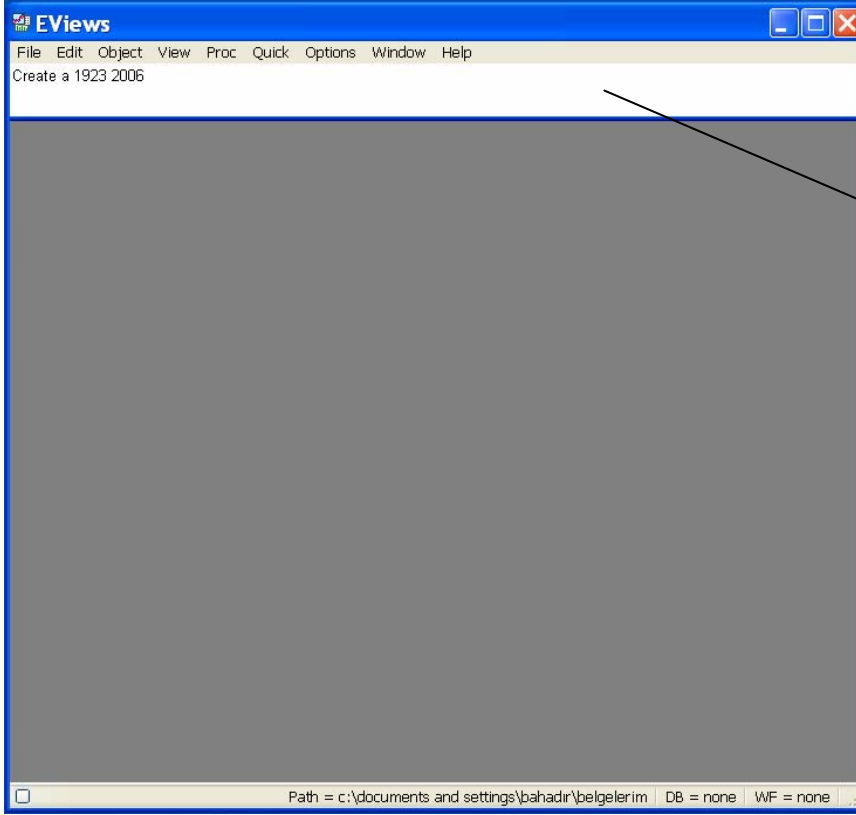 EViews
File Edit Object View Proc Quick Options Window Help
Create a 1923 2006
Path = c:\documents and settings\bahadır\belgelerim DB = none WF = none